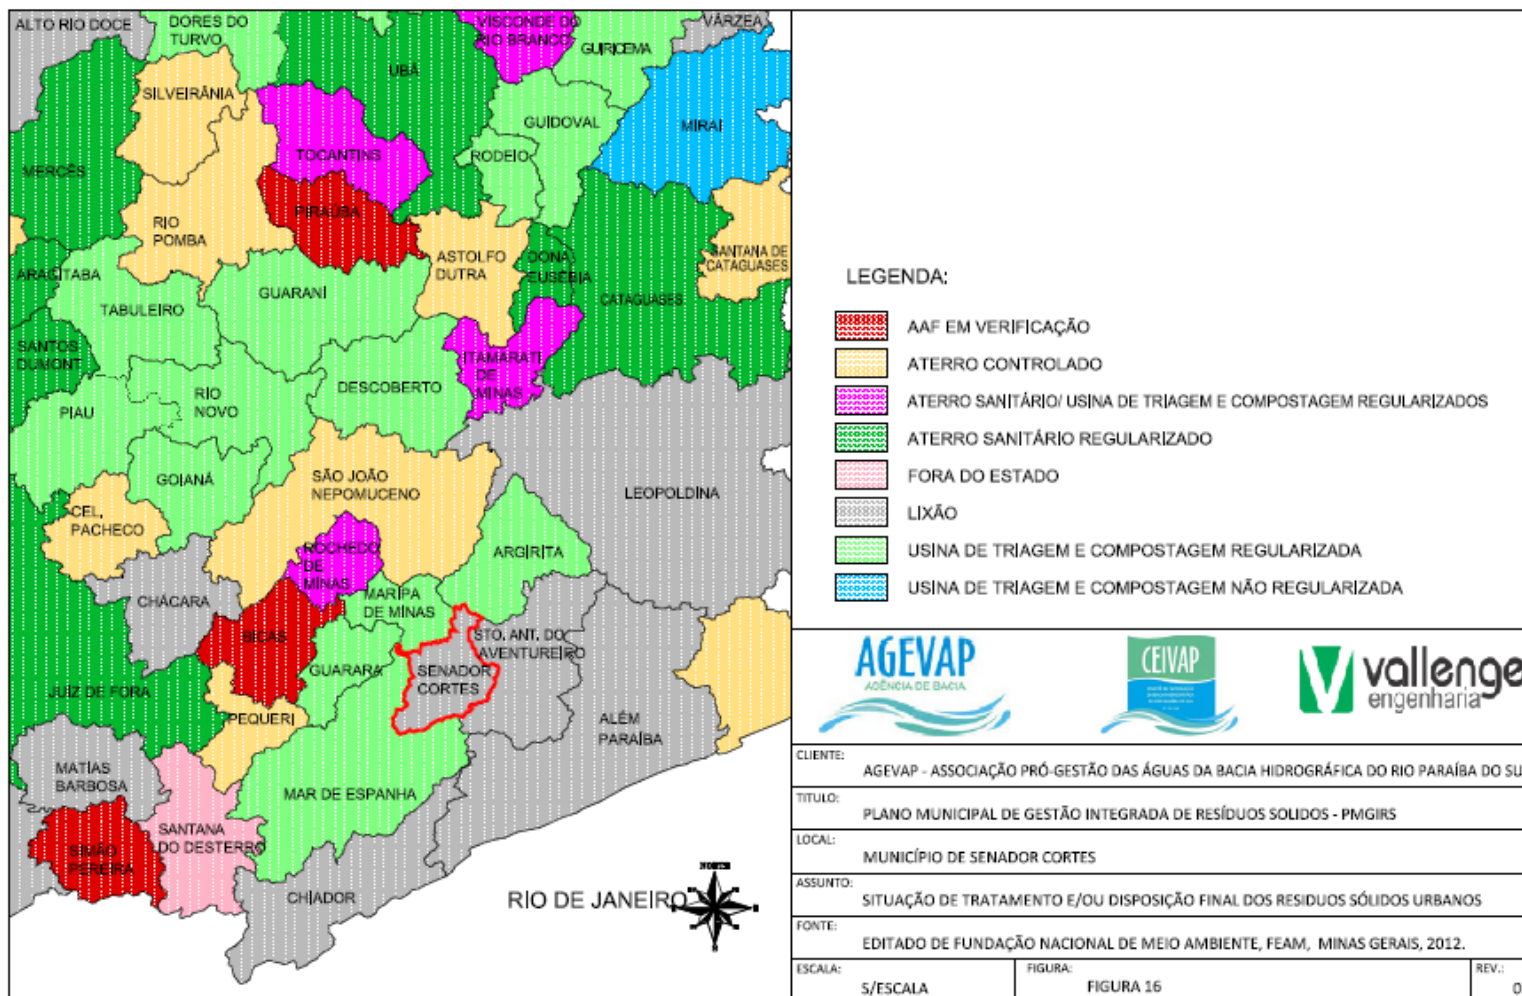 ALTO RIO DOCE
DORES DO
TURVO
VISCONDE DO
RIO BRANCO
VÁRZEA
GUIRICEMA
UBÁ
SILVEIRÂNIA
GUIDOVAL
MIRAÍ
TOCANTINS
RODEIO
MERCÊS
PIRAÚBA
RIO
POMBA
ASTOLFO
DUTRA
DONA
EUSÉBIA
SANTANA DE
CATAGUASES
ARACITABA
GUARANÍ
CATAGUASES
TABULEIRO
SANTOS
DUMONT
ITAMARATI
DE
MINAS
DESCOBERTO
RIO
NOVO
PIAU
GOIANÁ
SÃO JOÃO
NEPOMUCENO
LEOPOLDINA
CEL.
PACHECO
ROCHEDO
DE
MINAS
ARGIRITA
CHÁCARA
MARIPÁ
DE MINAS
BICAS
STO. ANT. DO
AVENTUREIRO
GUARARA
SENADOR
CORTES
JUIZ DE FORA
PEQUERI
ALÉM
PARAÍBA
MATIAS
BARBOSA
MAR DE ESPANHA
SANTANA
DO DESTERRO
SIMÃO
PEREIRA
CHIADOR
RIO DE JANEIRO
NORTE
LEGENDA:
AAF EM VERIFICAÇÃO
ATERRO CONTROLADO
ATERRO SANITÁRIO/ USINA DE TRIAGEM E COMPOSTAGEM REGULARIZADOS
ATERRO SANITÁRIO REGULARIZADO
FORA DO ESTADO
LIXÃO
USINA DE TRIAGEM E COMPOSTAGEM REGULARIZADA
USINA DE TRIAGEM E COMPOSTAGEM NÃO REGULARIZADA
AGEVAP
AGÊNCIA DE BACIA
CEIVAP
vallenge
engenharia
CLIENTE:
AGEVAP - ASSOCIAÇÃO PRÓ-GESTÃO DAS ÁGUAS DA BACIA HIDROGRÁFICA DO RIO PARAÍBA DO SU
TITULO:
PLANO MUNICIPAL DE GESTÃO INTEGRADA DE RESÍDUOS SOLIDOS - PMGIRS
LOCAL:
MUNICÍPIO DE SENADOR CORTES
ASSUNTO:
SITUAÇÃO DE TRATAMENTO E/OU DISPOSIÇÃO FINAL DOS RESIDUOS SÓLIDOS URBANOS
FONTE:
EDITADO DE FUNDAÇÃO NACIONAL DE MEIO AMBIENTE, FEAM, MINAS GERAIS, 2012.
ESCALA:
S/ESCALA
FIGURA:
FIGURA 16
REV.:
0